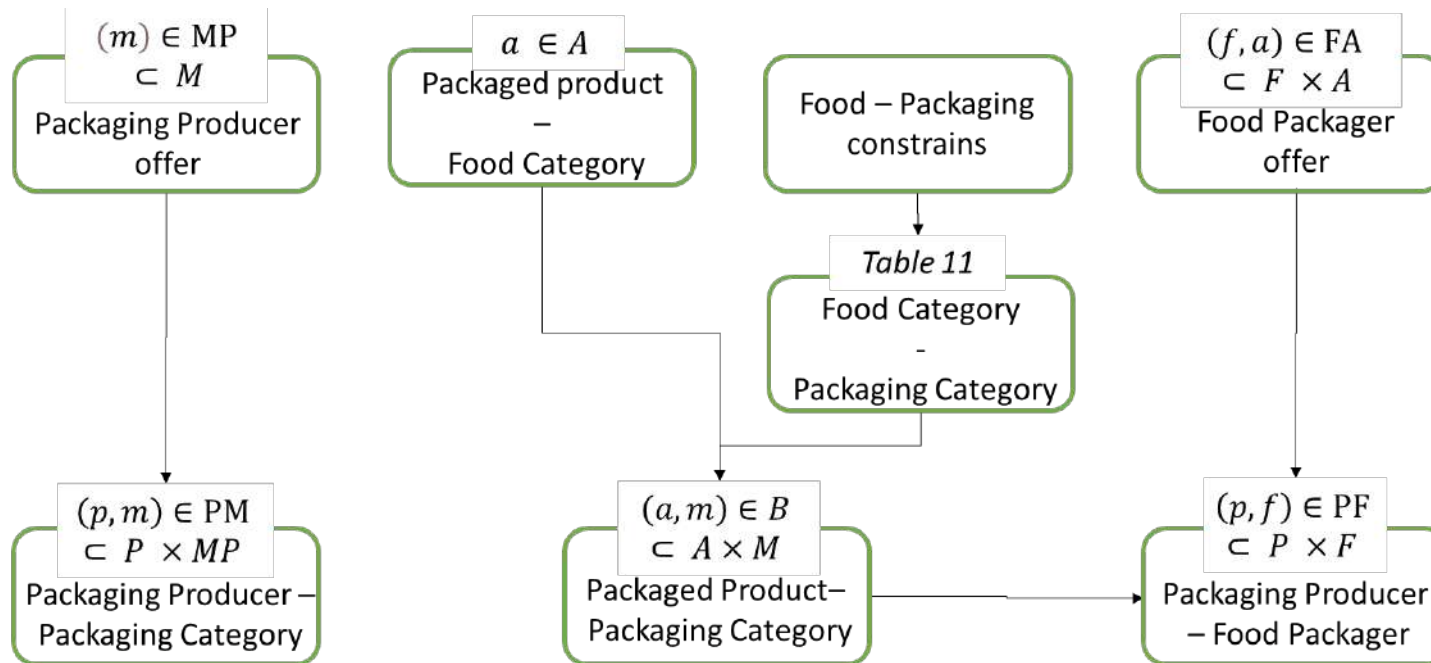 (m) ∈ MP
⊂ M
Packaging Producer
offer
a ∈ A
Packaged product
–
Food Category
Food – Packaging
constrains
(f, a) ∈ FA
⊂ F × A
Food Packager
offer
Table 11
Food Category
-
Packaging Category
(p, m) ∈ PM
⊂ P × MP
Packaging Producer –
Packaging Category
(a, m) ∈ B
⊂ A × M
Packaged Product–
Packaging Category
(p, f) ∈ PF
⊂ P × F
Packaging Producer
– Food Packager